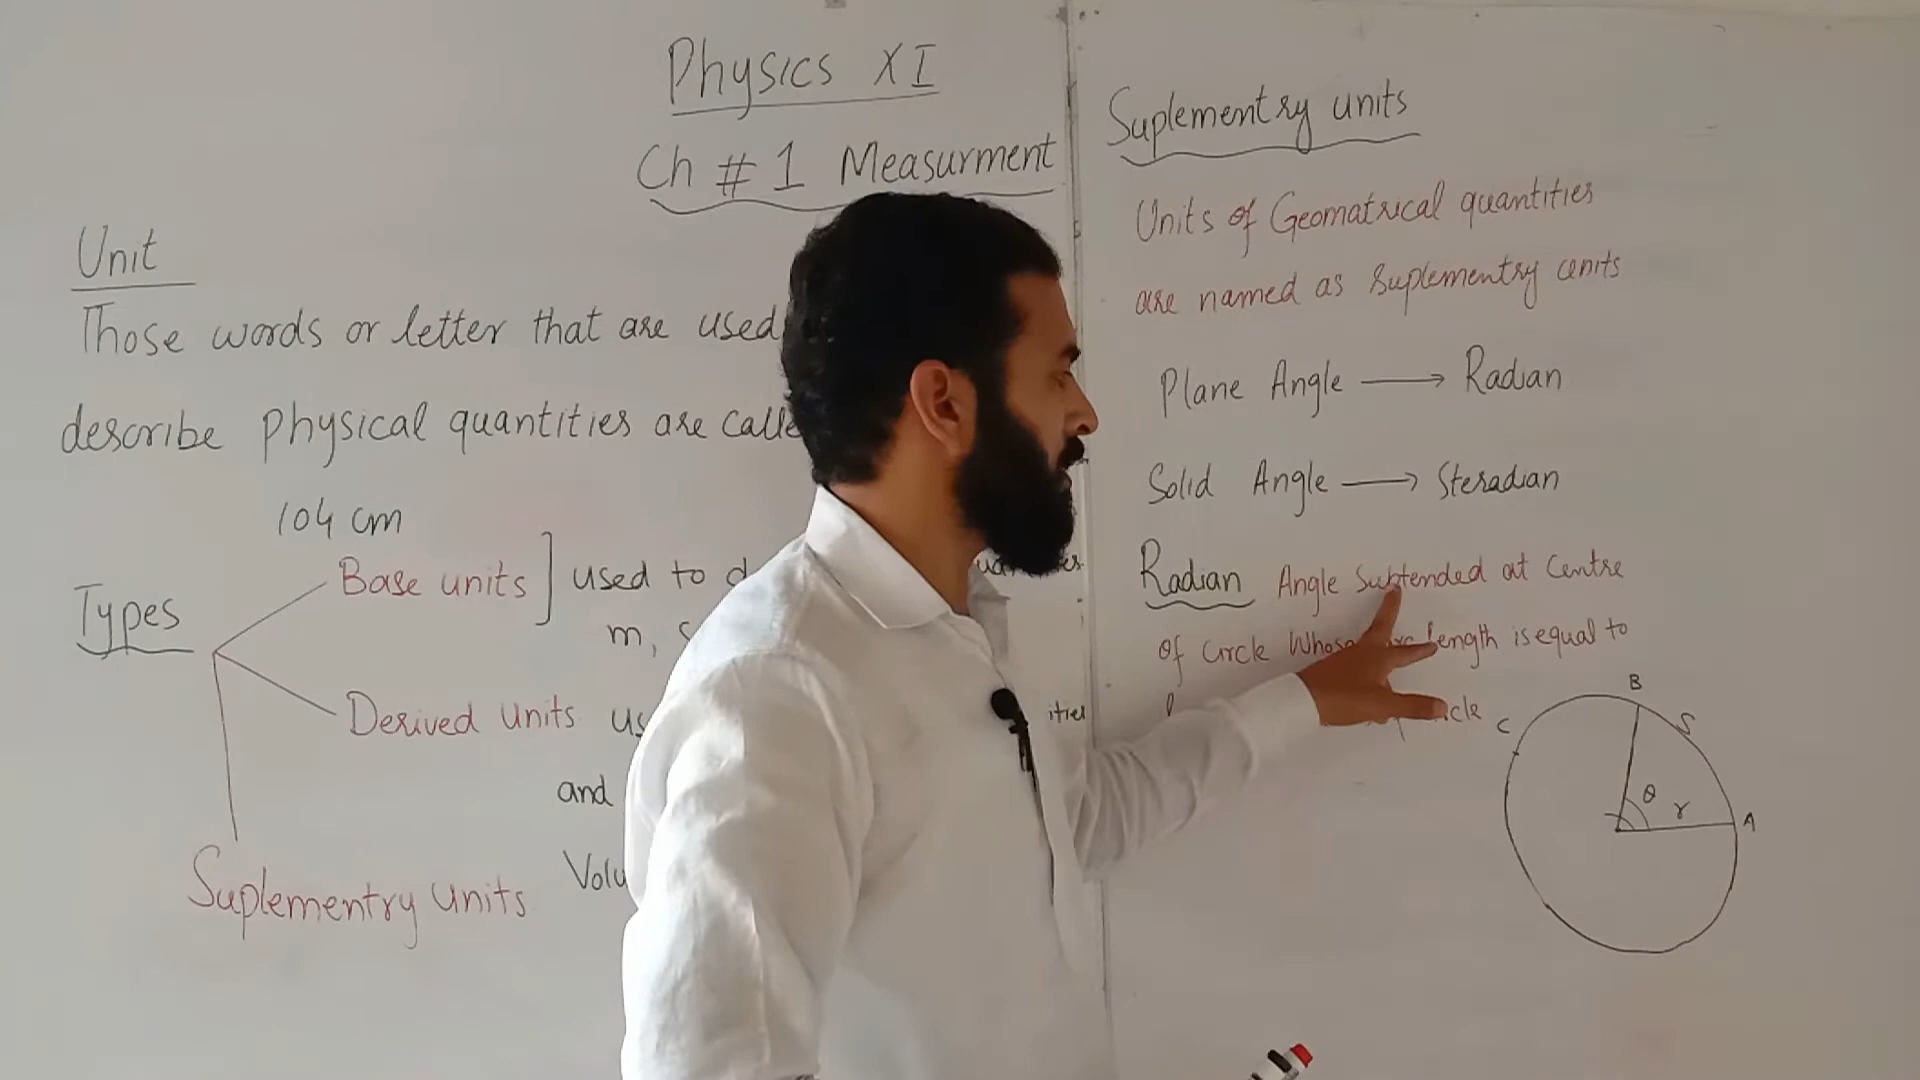 Physics XI
Ch # 1 Measurment
Unit
Those words or letter that are used
describe physical quantities are
104 cm
Types
Base units ] used to
m,
Derived units
and
Suplementry units
Suplementry units
Units of Geomatrical quantities
are named as Suplementry units
Plane Angle → Radian
Solid Angle → Steradian
Radian Angle Subtended at Centre
of Circle length is equal to
B
S
C
θ
r
A